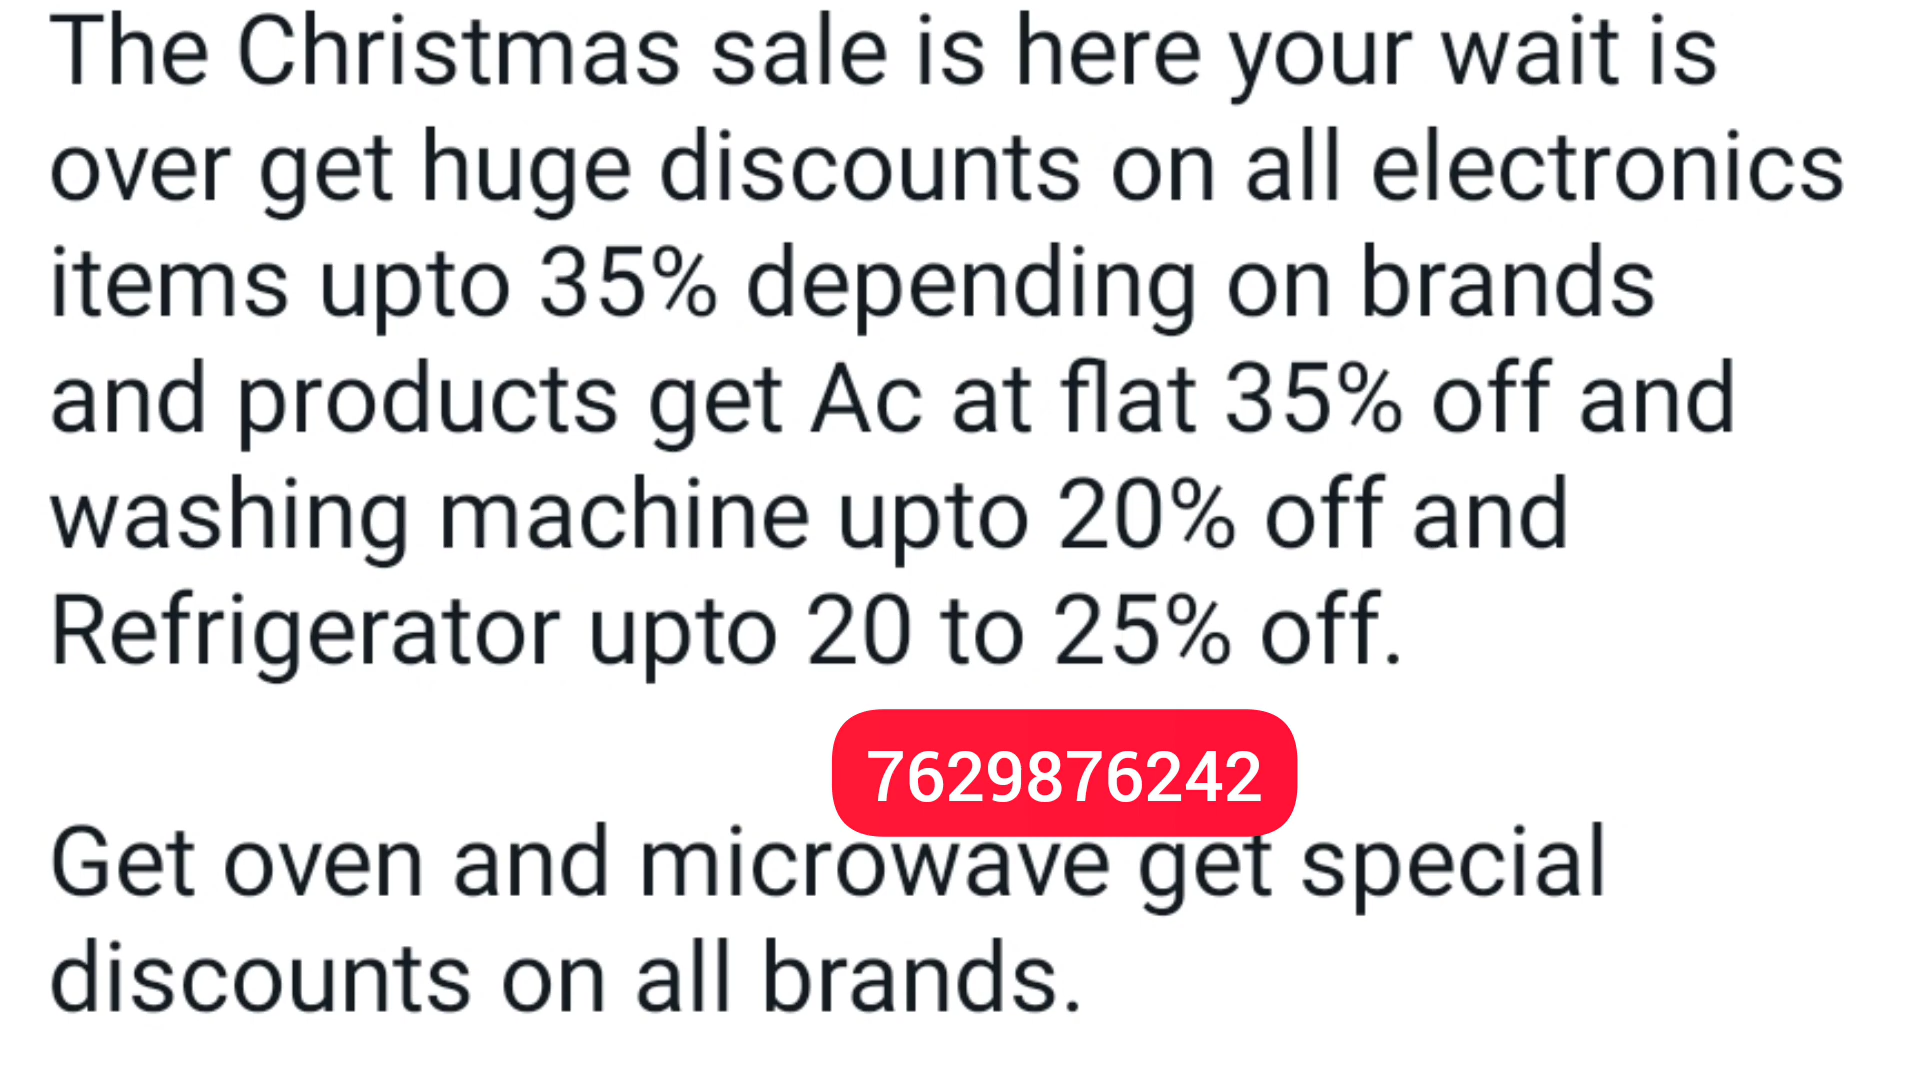 The Christmas sale is here your wait is
over get huge discounts on all electronics
items upto 35% depending on brands
and products get Ac at flat 35% off and
washing machine upto 20% off and
Refrigerator upto 20 to 25% off.
7629876242
Get oven and microwave get special
discounts on all brands.